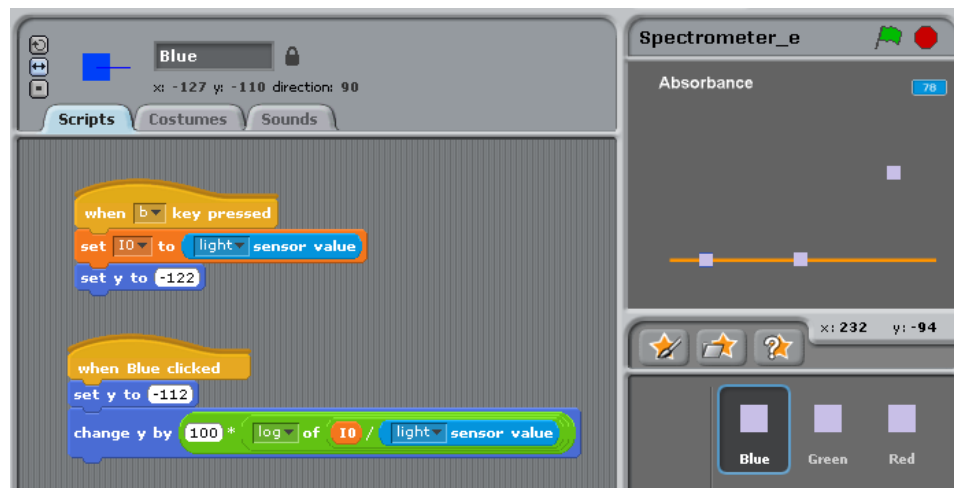 Blue
x: -127 y: -110 direction: 90
Scripts Costumes Sounds
when b key pressed
set I0 to light sensor value
set y to -122
when Blue clicked
set y to -112
change y by 100 * log of I0 / light sensor value
Spectrometer_e
Absorbance
78
x: 232 y: -94
Blue Green Red